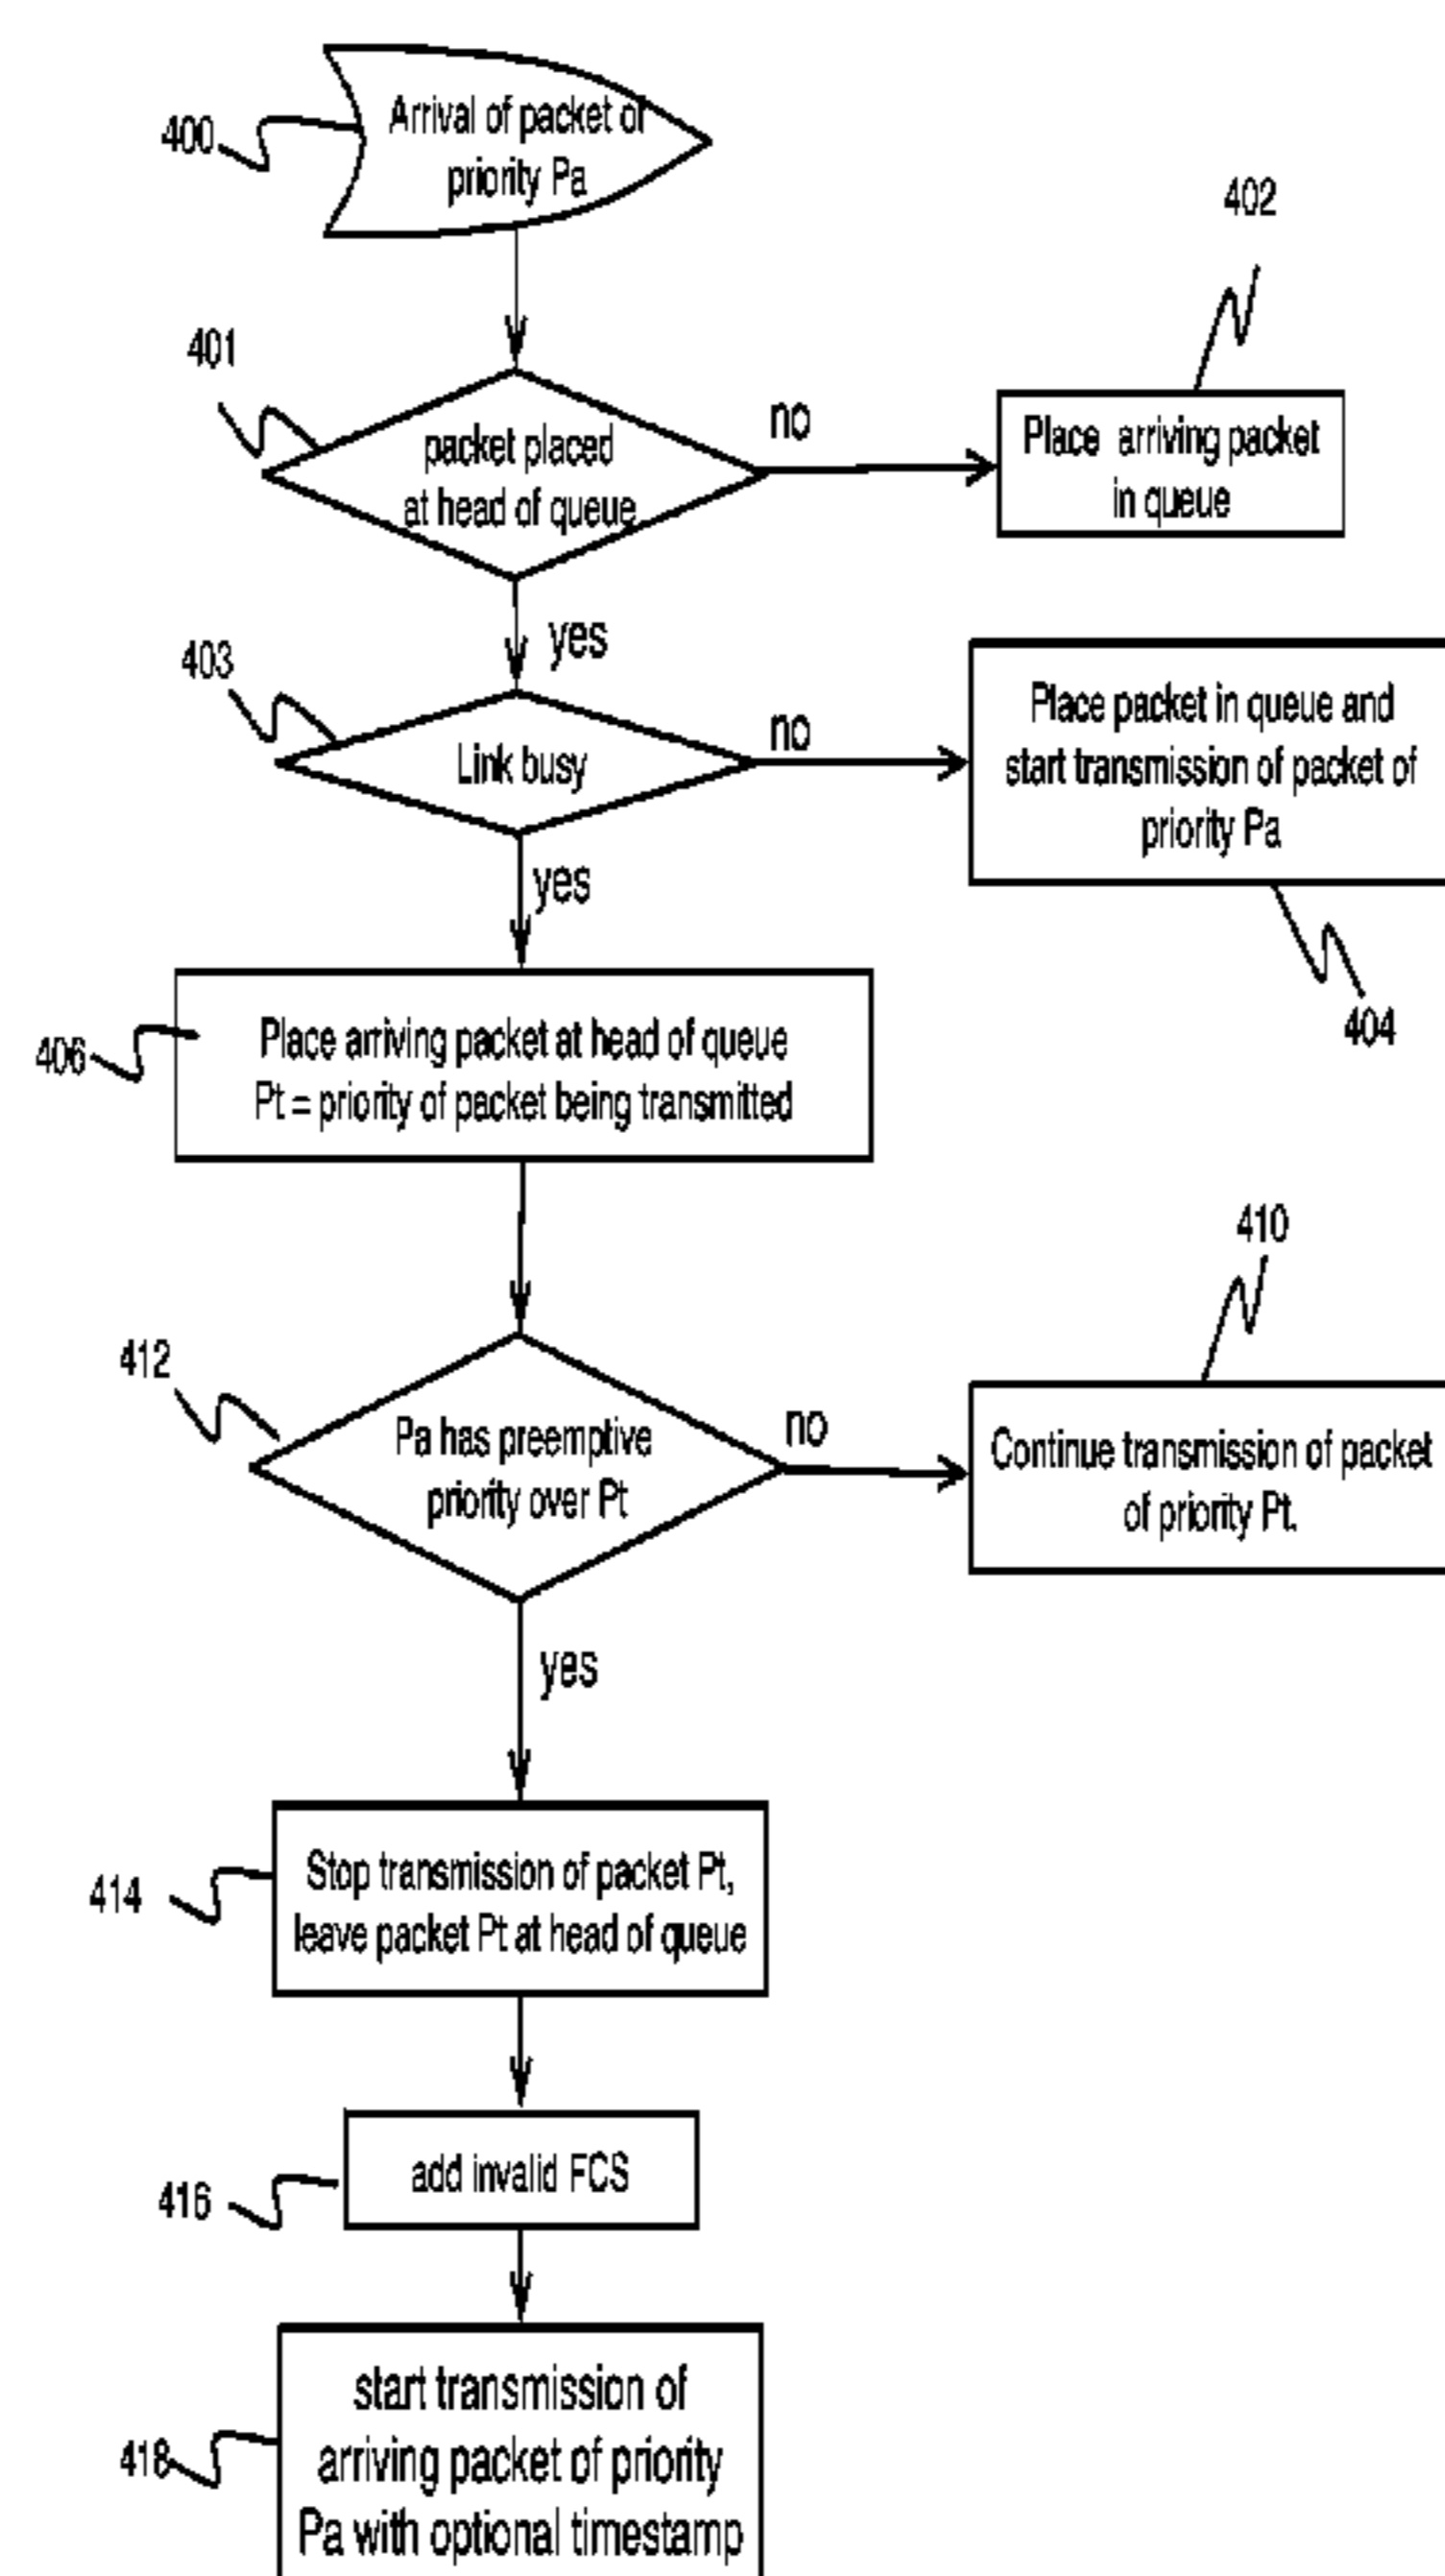 400
Arrival of packet of
priority Pa
401
packet placed
at head of queue
no
402
Place arriving packet
in queue
yes
403
Link busy
no
Place packet in queue and
start transmission of packet of
priority Pa
404
yes
406
Place arriving packet at head of queue
Pt = priority of packet being transmitted
412
Pa has preemptive
priority over Pt
no
410
Continue transmission of packet
of priority Pt.
yes
414
Stop transmission of packet Pt,
leave packet Pt at head of queue
416
add invalid FCS
418
start transmission of
arriving packet of priority
Pa with optional timestamp